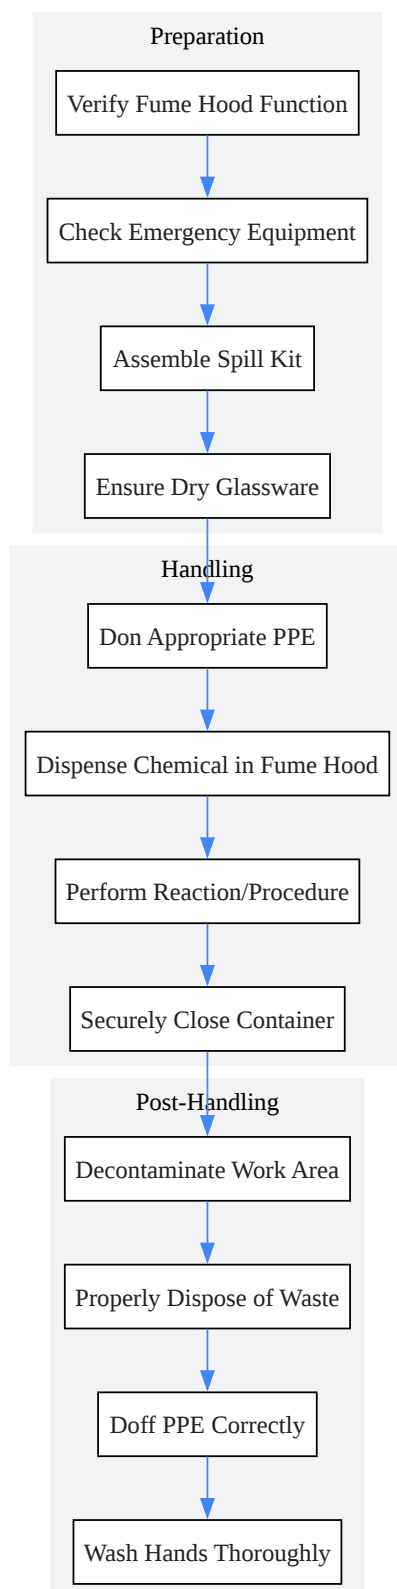 Preparation
Verify Fume Hood Function
Check Emergency Equipment
Assemble Spill Kit
Ensure Dry Glassware
Handling
Don Appropriate PPE
Dispense Chemical in Fume Hood
Perform Reaction/Procedure
Securely Close Container
Post-Handling
Decontaminate Work Area
Properly Dispose of Waste
Doff PPE Correctly
Wash Hands Thoroughly